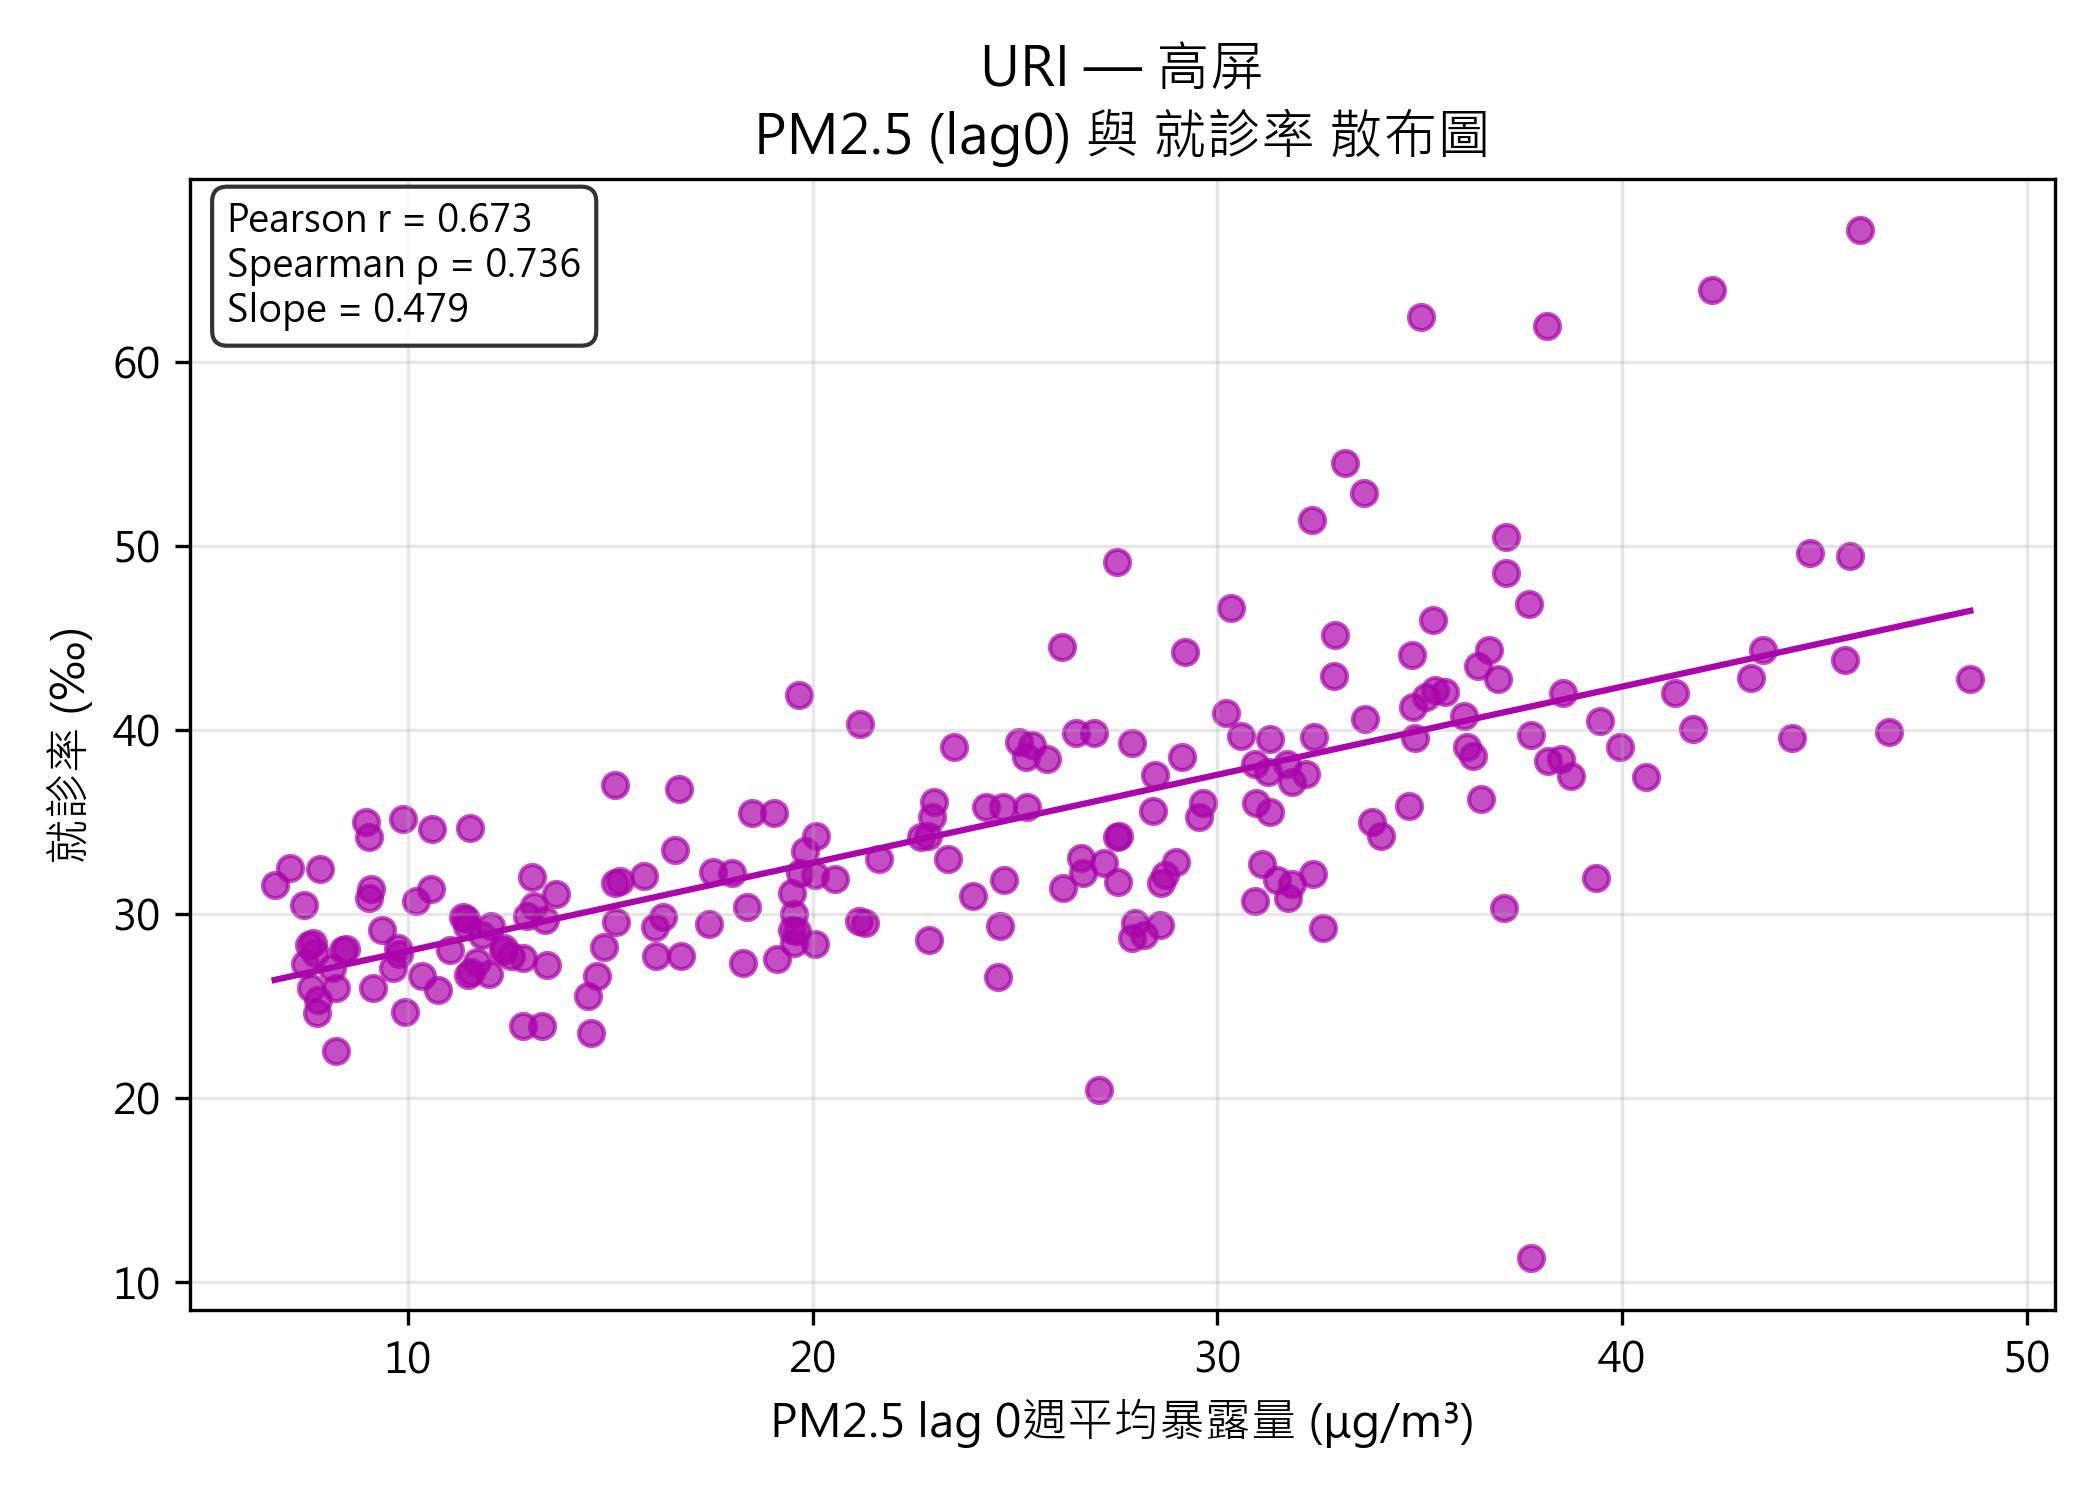 URI — 高屏
PM2.5 (lag0) 與 就診率 散布圖
Pearson r = 0.673
Spearman ρ = 0.736
Slope = 0.479
就診率 (‰)
60
50
40
30
20
10
10 20 30 40 50
PM2.5 lag 0週平均暴露量 (μg/m³)